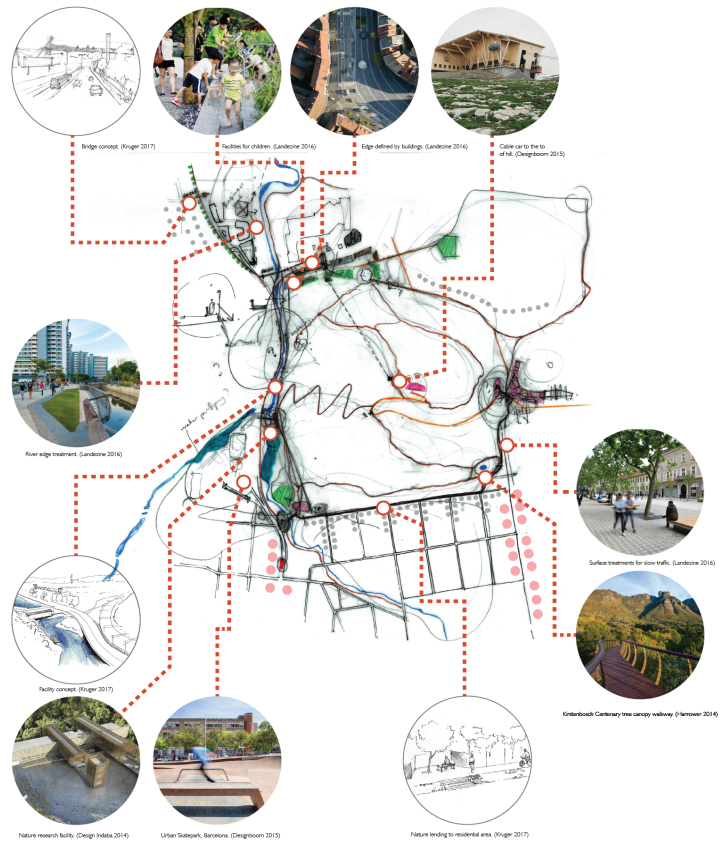 Bridge concept. (Kruger 2017)
Facilities for children. (Landezine 2016)
Edge defined by buildings. (Landezine 2016)
Cable car to the to
of hill. (Designboom 2015)
River edge treatment. (Landezine 2016)
Surface treatments for slow traffic. (Landezine 2016)
Facility concept. (Kruger 2017)
Kirstenbosch Centenary tree canopy walkway. (Harrower 2014)
Nature research facility. (Design Indaba 2014)
Urban Skatepark, Barcelona. (Designboom 2015)
Nature lending to residential area. (Kruger 2017)